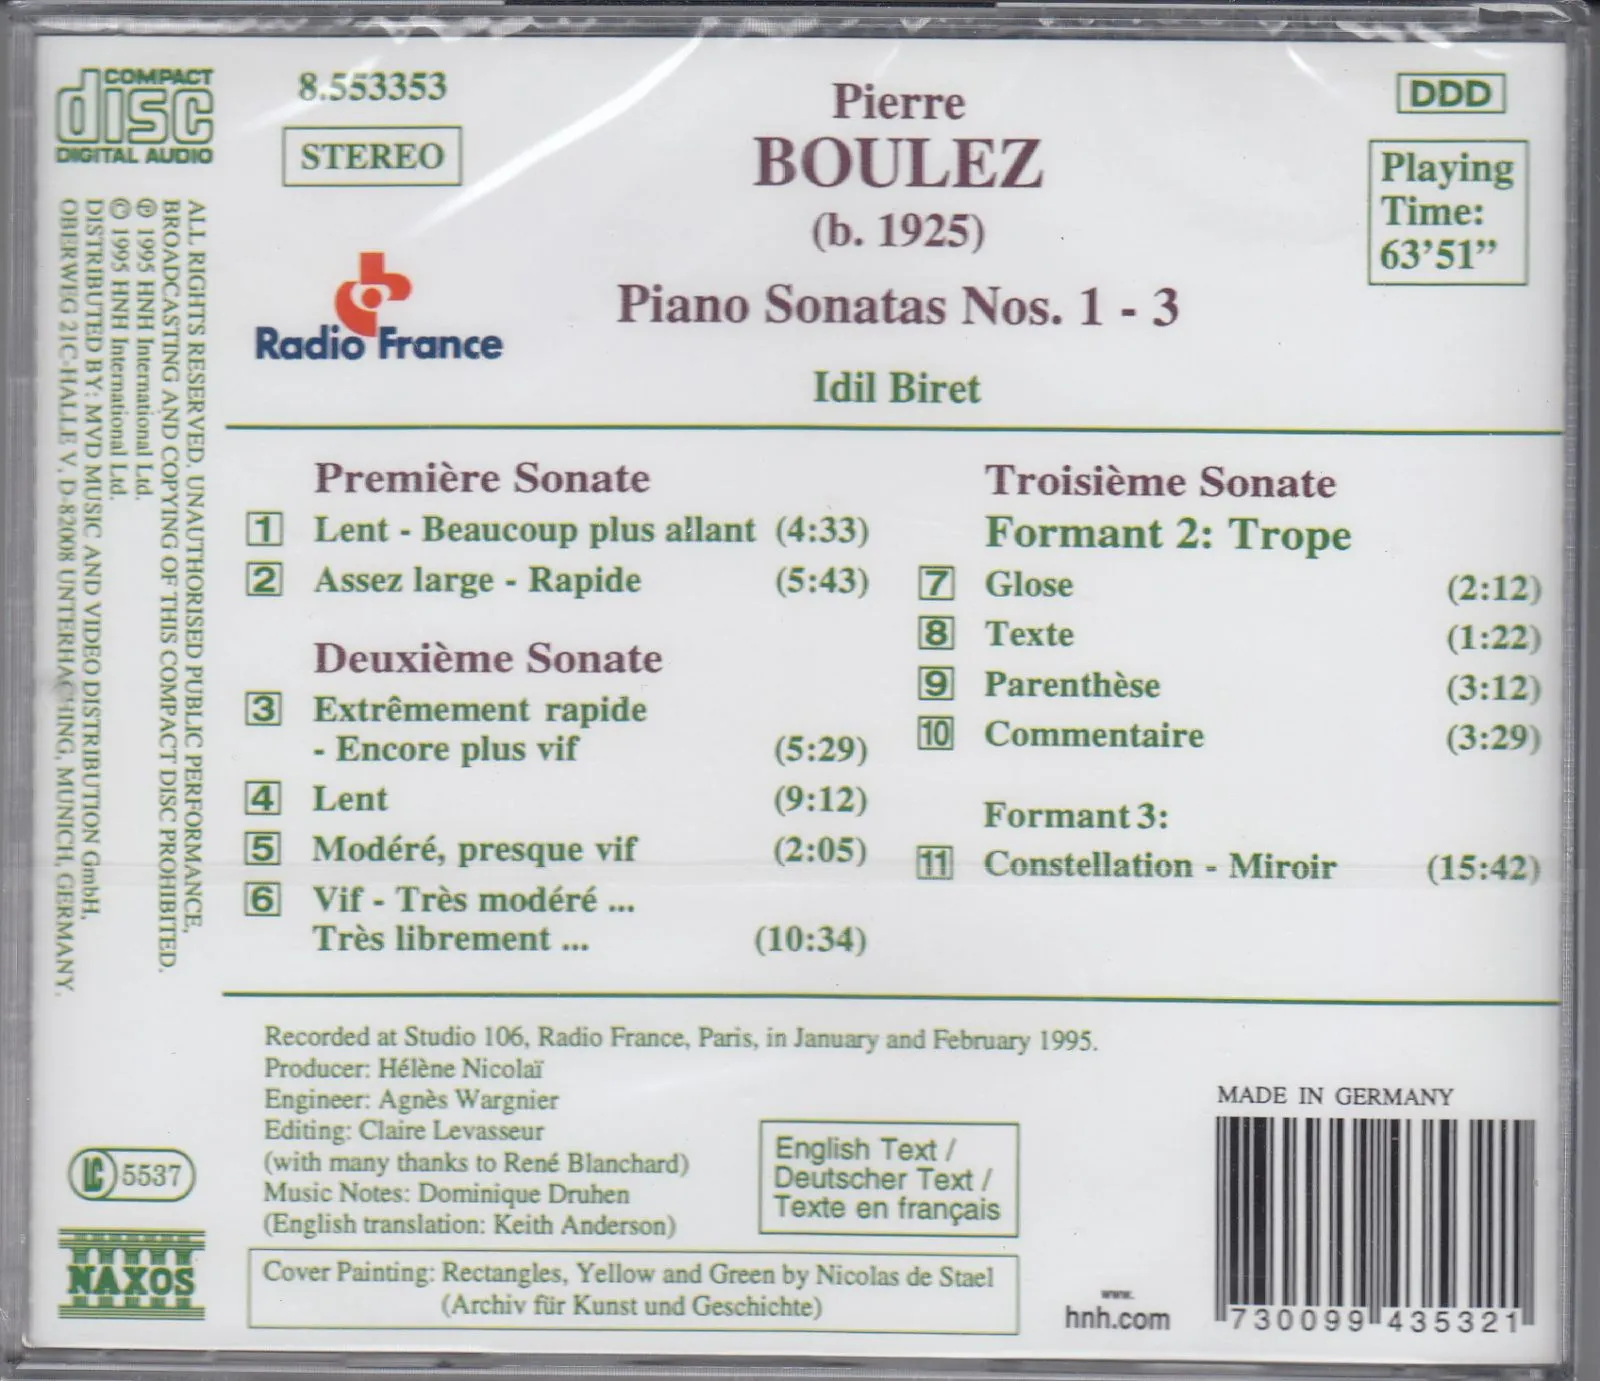 COMPACT
disc
DIGITAL AUDIO
8.553353
STEREO
Radio France
Pierre
BOULEZ
(b. 1925)
Piano Sonatas Nos. 1 - 3
Idil Biret
DDD
Playing
Time:
63’51”
ALL RIGHTS RESERVED. UNAUTHORISED PUBLIC PERFORMANCE,
BROADCASTING AND COPYING OF THIS COMPACT DISC PROHIBITED.
℗ 1995 HNH International Ltd.
© 1995 HNH International Ltd.
DISTRIBUTED BY: MVD MUSIC AND VIDEO DISTRIBUTION GmbH,
OBERWEG 21C-HALLE V, D-82008 UNTERHACHING, MUNICH, GERMANY.
Première Sonate
1 Lent - Beaucoup plus allant (4:33)
2 Assez large - Rapide (5:43)
Deuxième Sonate
3 Extrêmement rapide
- Encore plus vif (5:29)
4 Lent (9:12)
5 Modéré, presque vif (2:05)
6 Vif - Très modéré ...
Très librement ... (10:34)
Troisième Sonate
Formant 2: Trope
7 Glose (2:12)
8 Texte (1:22)
9 Parenthèse (3:12)
10 Commentaire (3:29)
Formant 3:
11 Constellation - Miroir (15:42)
Recorded at Studio 106, Radio France, Paris, in January and February 1995.
Producer: Hélène Nicolaï
Engineer: Agnès Wargnier
Editing: Claire Levasseur
(with many thanks to René Blanchard)
Music Notes: Dominique Druhen
(English translation: Keith Anderson)
English Text /
Deutscher Text /
Texte en français
Cover Painting: Rectangles, Yellow and Green by Nicolas de Stael
(Archiv für Kunst und Geschichte)
LC 5537
NAXOS
www.
hnh.com
MADE IN GERMANY
730099 435321